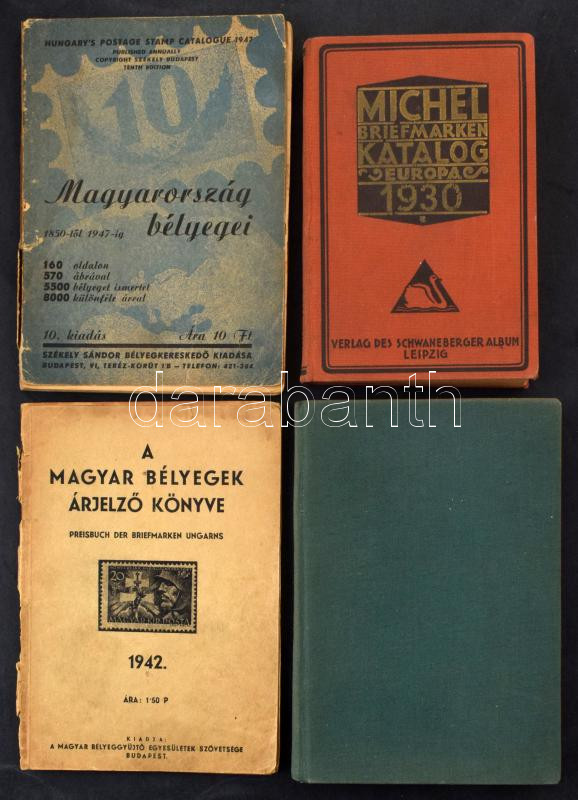 HUNGARY'S POSTAGE STAMP CATALOGUE 1947
PUBLISHED ANNUALLY
COPYRIGHT SZÉKELY BUDAPEST
TENTH EDITION
10
Magyarország
bélyegei
1850-től 1947-ig
160 oldalon
570 ábrával
5500 bélyeget ismertet
8000 különféle árral
10. kiadás Ára 10 Ft
SZÉKELY SÁNDOR BÉLYEGKERESKEDŐ KIADÁSA
BUDAPEST, VI, TERÉZ-KÖRÚT 1/B - TELEFON: 421-364
MICHEL
BRIEFMARKEN
KATALOG
EUROPA
1930
VERLAG DES SCHWANEBERGER ALBUM
LEIPZIG
darabanth
A
MAGYAR BÉLYEGEK
ÁRJELZŐ KÖNYVE
PREISBUCH DER BRIEFMARKEN UNGARNS
20
MAGYAR KIR. POSTA
1942.
ÁRA: 1·50 P
KIADJA:
A MAGYAR BÉLYEGGYŰJTŐ EGYESÜLETEK SZÖVETSÉGE
BUDAPEST.